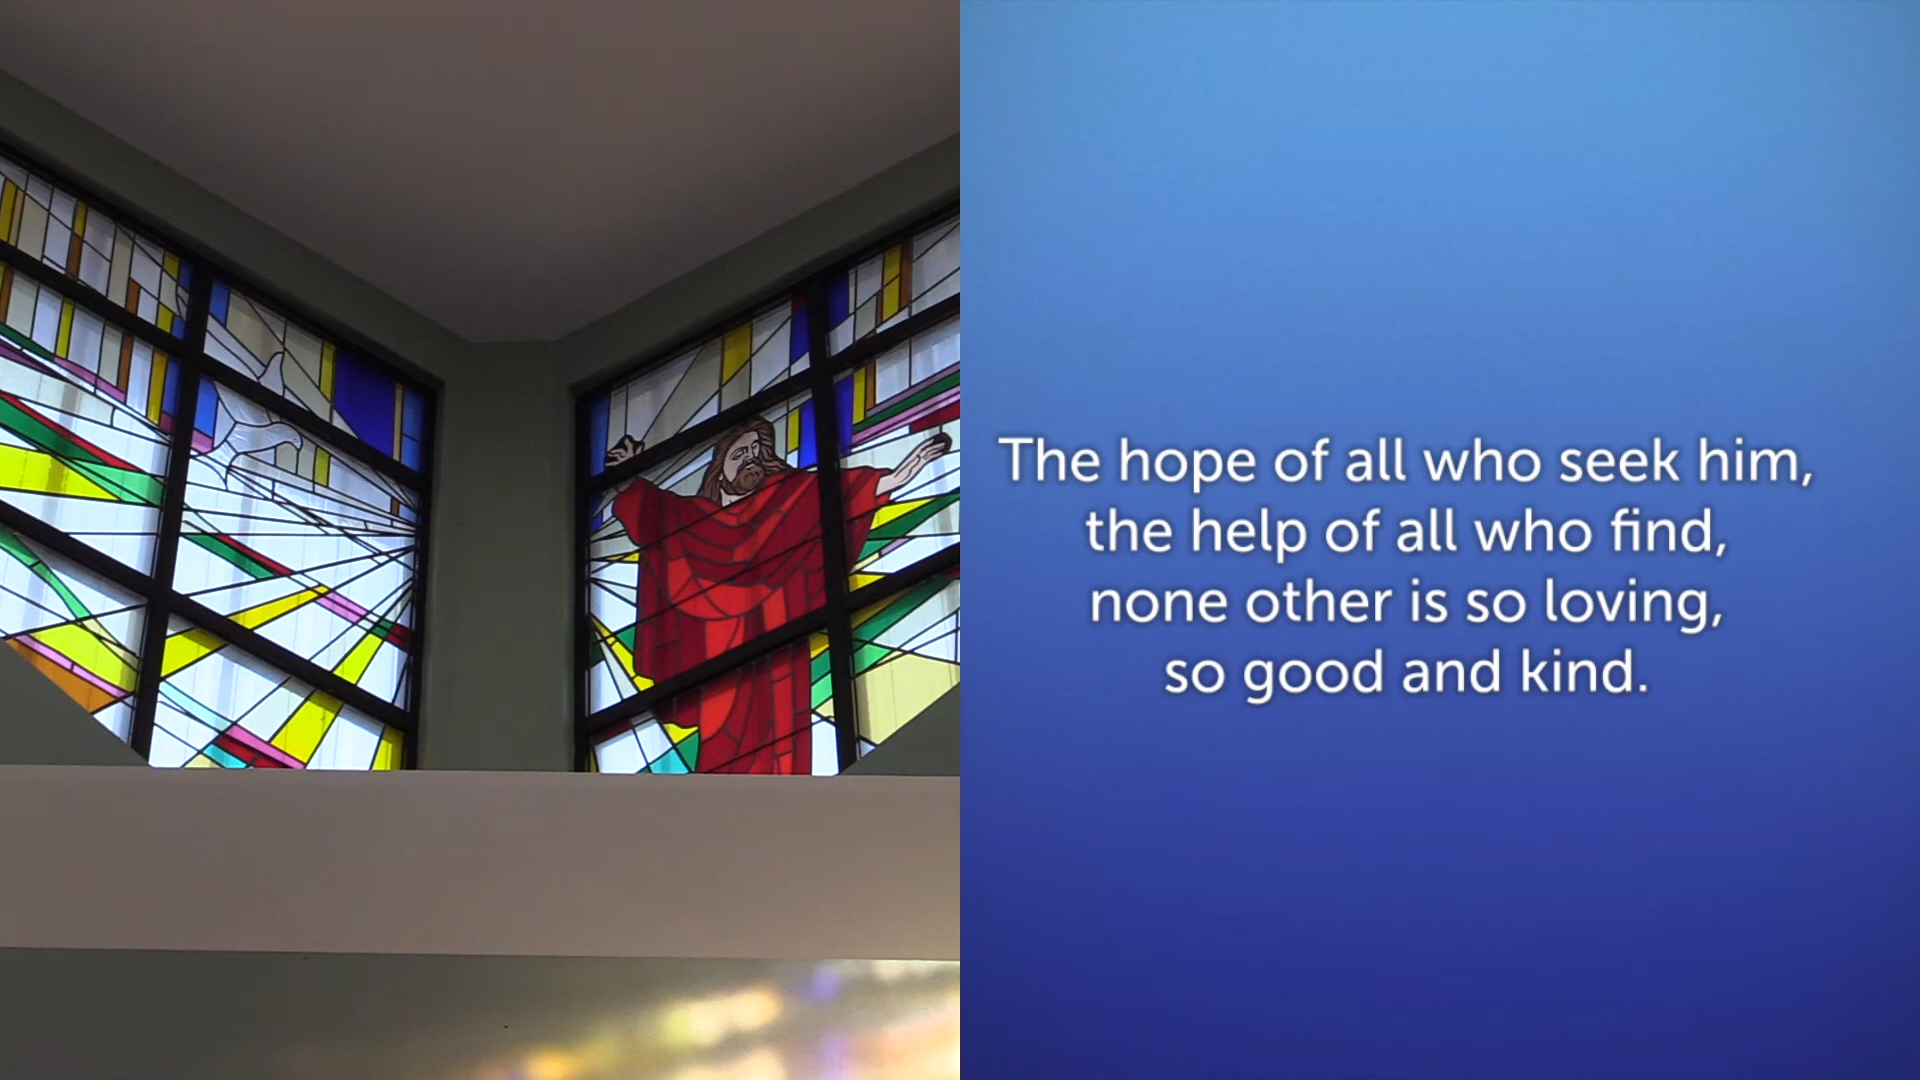 The hope of all who seek him,
the help of all who find,
none other is so loving,
so good and kind.